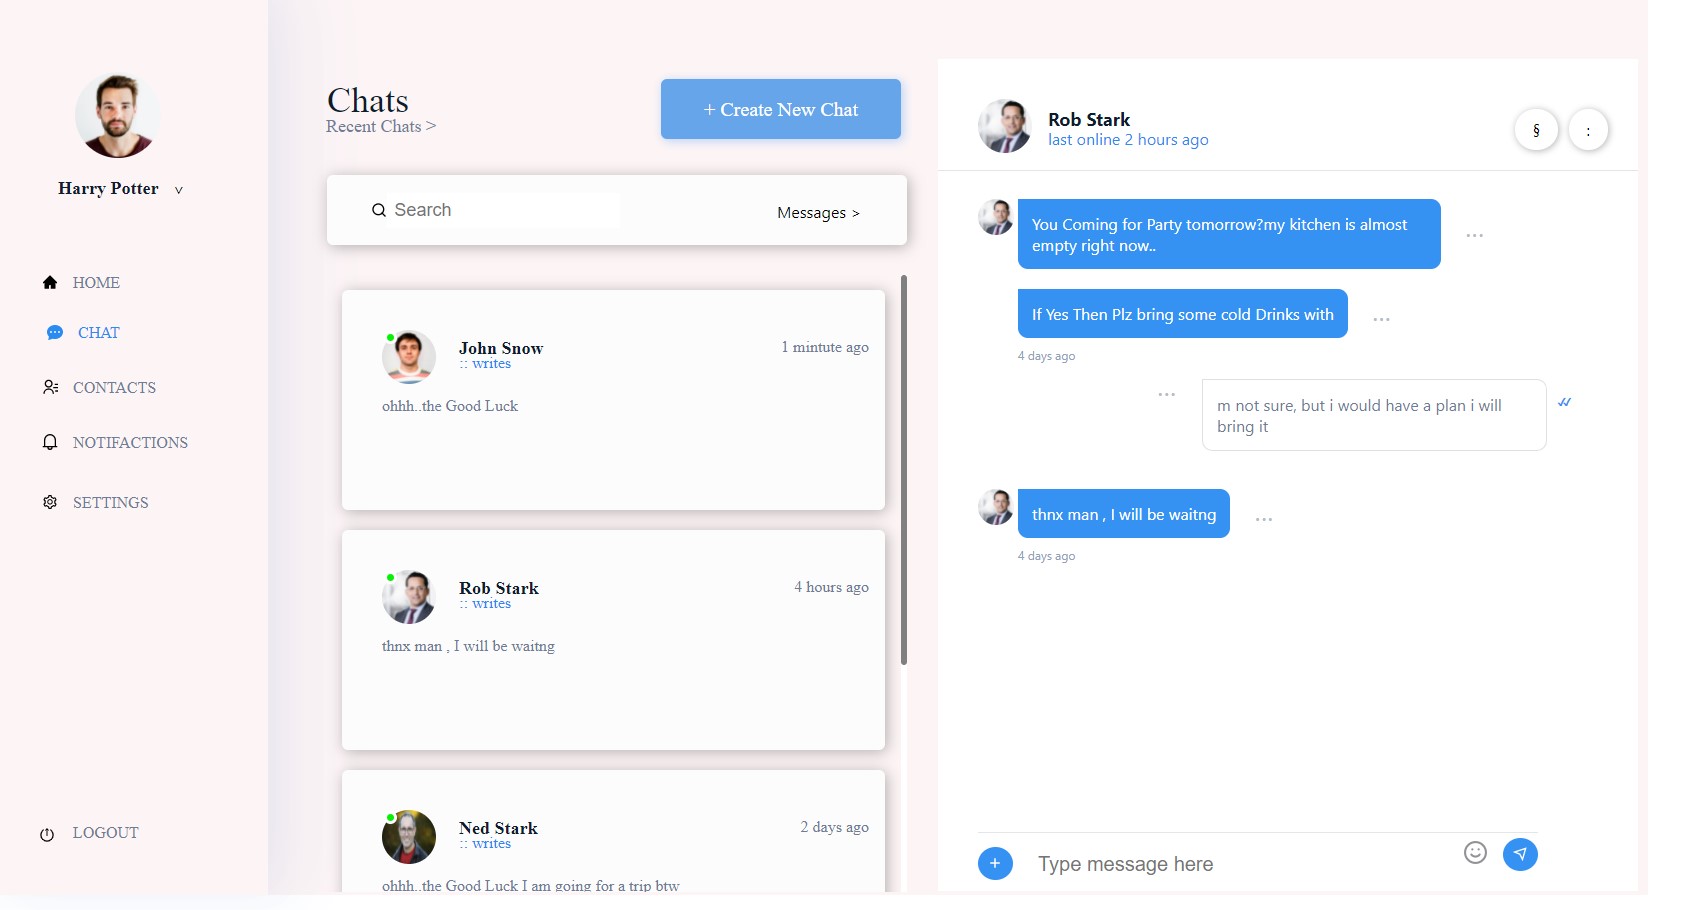 Harry Potter v
HOME
CHAT
CONTACTS
NOTIFACTIONS
SETTINGS
LOGOUT
Chats
Recent Chats >
+ Create New Chat
Search
Messages >
John Snow
:: writes
1 mintute ago
ohhh..the Good Luck
Rob Stark
:: writes
4 hours ago
thnx man , I will be waitng
Ned Stark
:: writes
2 days ago
ohhh..the Good Luck I am going for a trip btw
Rob Stark
last online 2 hours ago
§ :
You Coming for Party tomorrow?my kitchen is almost
empty right now..
...
If Yes Then Plz bring some cold Drinks with
...
4 days ago
...
m not sure, but i would have a plan i will
bring it
thnx man , I will be waitng
...
4 days ago
+
Type message here